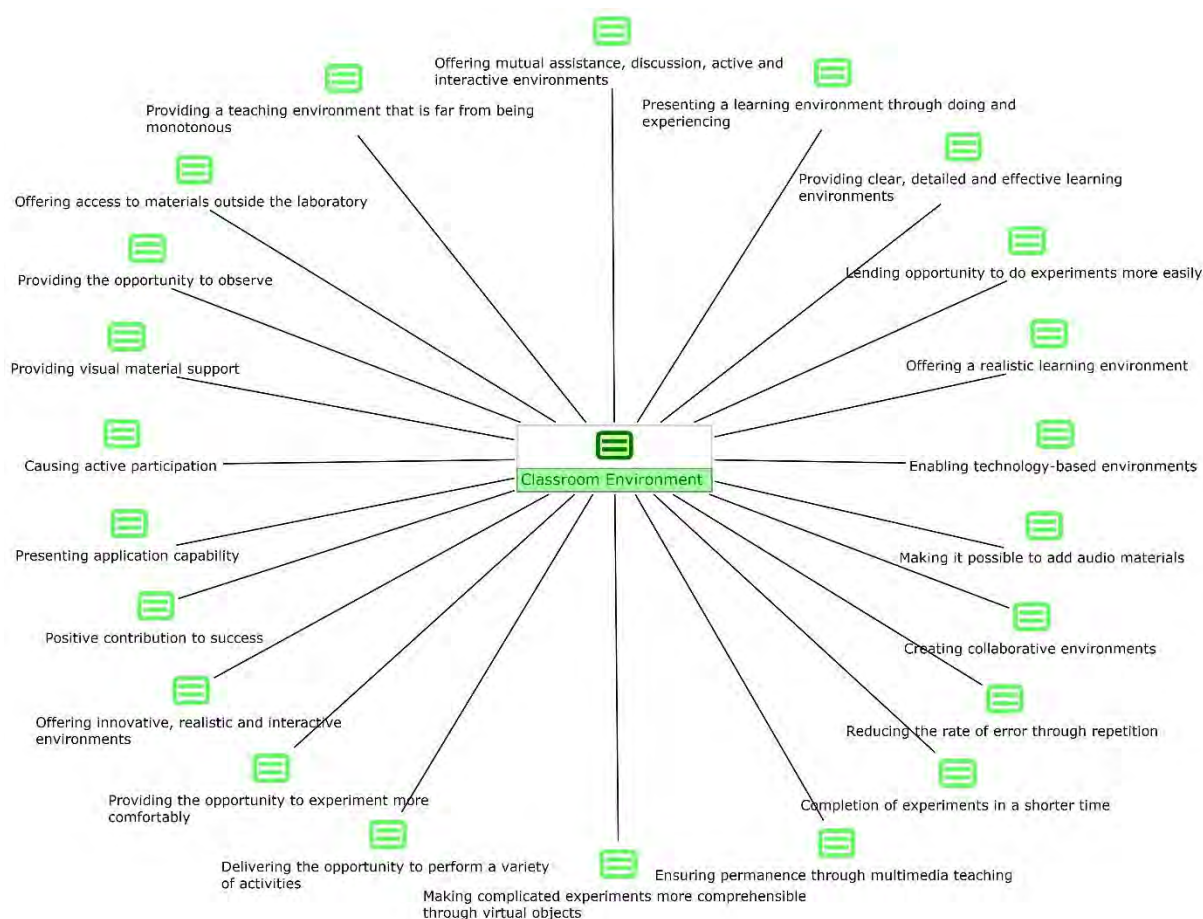 Offering mutual assistance, discussion, active and
interactive environments
Providing a teaching environment that is far from being
monotonous
Presenting a learning environment through doing and
experiencing
Offering access to materials outside the laboratory
Providing clear, detailed and effective learning
environments
Providing the opportunity to observe
Lending opportunity to do experiments more easily
Providing visual material support
Offering a realistic learning environment
Causing active participation
Enabling technology-based environments
Classroom Environment
Presenting application capability
Making it possible to add audio materials
Positive contribution to success
Creating collaborative environments
Offering innovative, realistic and interactive
environments
Reducing the rate of error through repetition
Providing the opportunity to experiment more
comfortably
Completion of experiments in a shorter time
Delivering the opportunity to perform a variety
of activities
Ensuring permanence through multimedia teaching
Making complicated experiments more comprehensible
through virtual objects